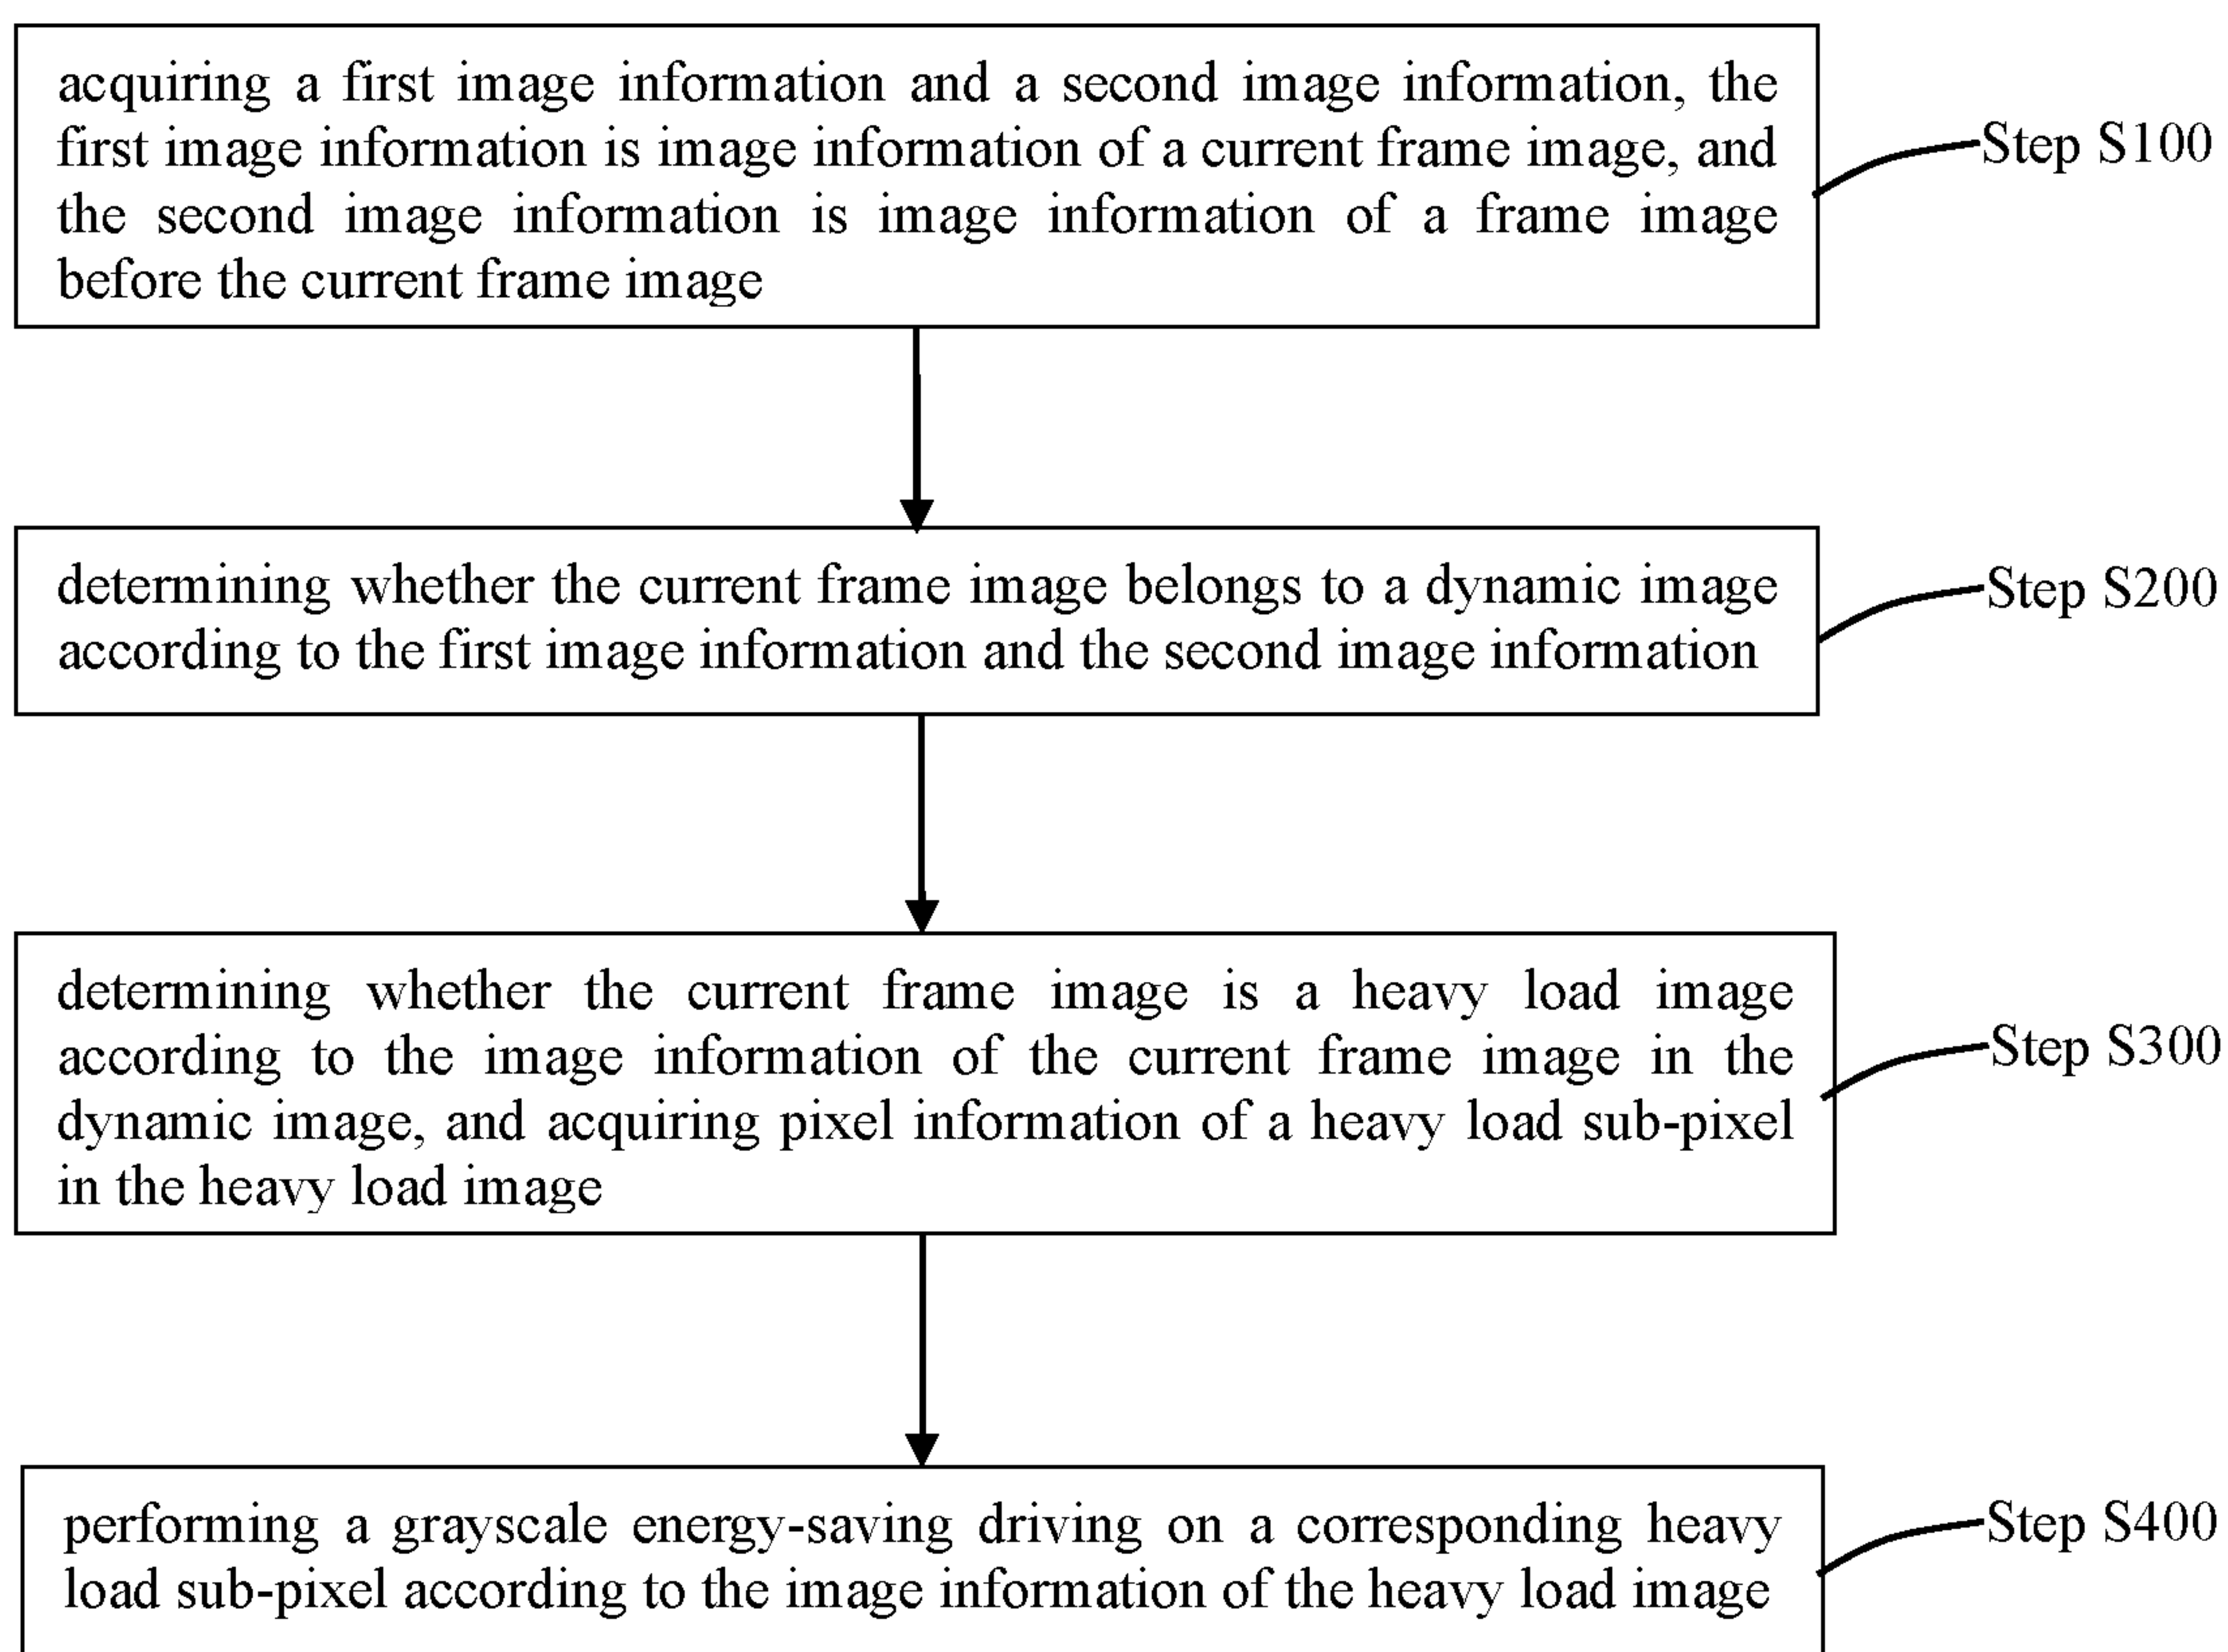 acquiring a first image information and a second image information, the
first image information is image information of a current frame image, and
the second image information is image information of a frame image
before the current frame image
Step S100
determining whether the current frame image belongs to a dynamic image
according to the first image information and the second image information
Step S200
determining whether the current frame image is a heavy load image
according to the image information of the current frame image in the
dynamic image, and acquiring pixel information of a heavy load sub-pixel
in the heavy load image
Step S300
performing a grayscale energy-saving driving on a corresponding heavy
load sub-pixel according to the image information of the heavy load image
Step S400